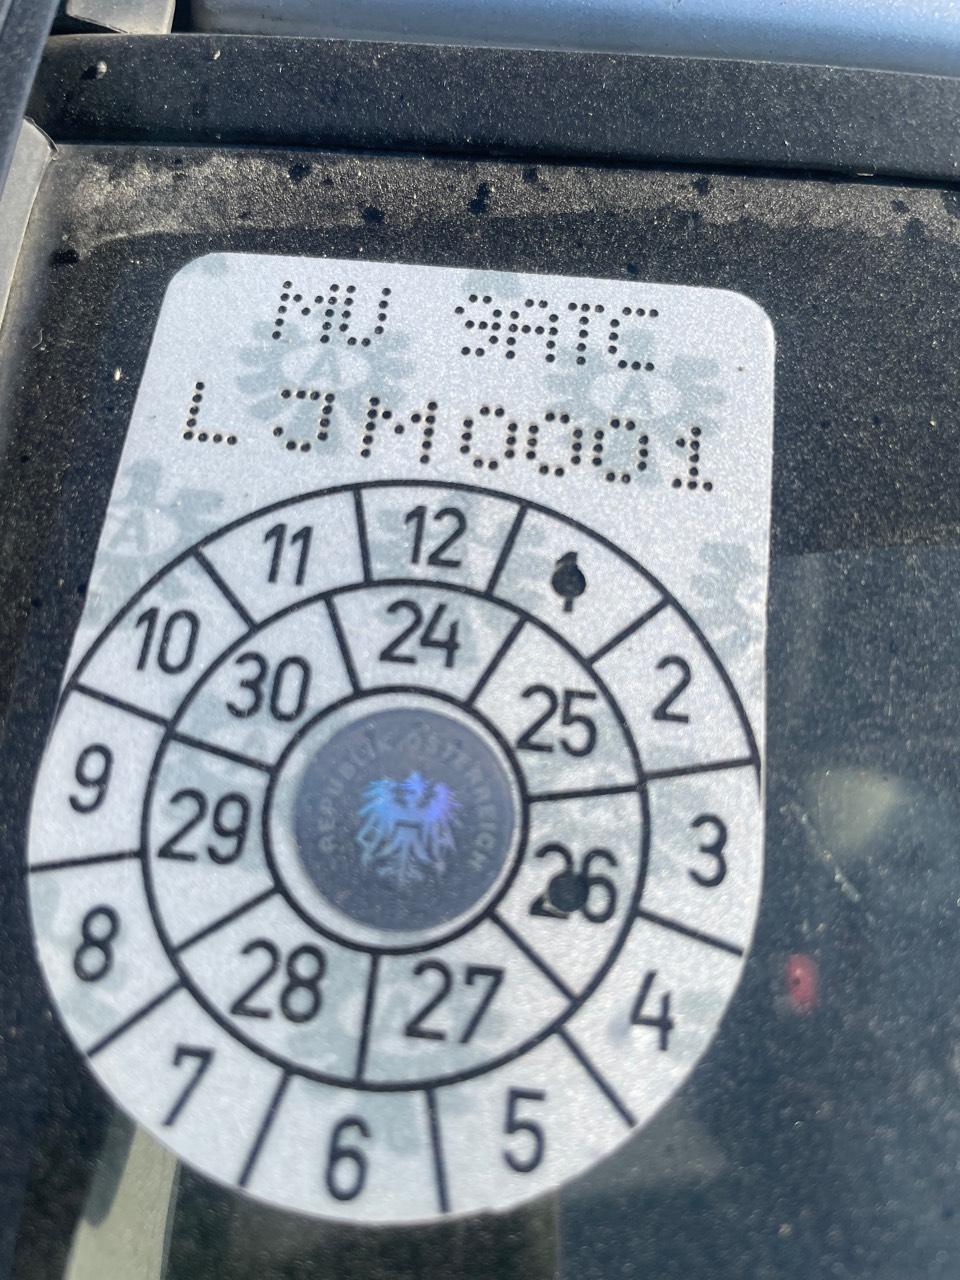 MU 9ATC
LJM0001
11 12 1
10 24 2
30 25
9 29 26 3
8 28 27 4
7 6 5
REPUBLIK ÖSTERREICH
A
A
A